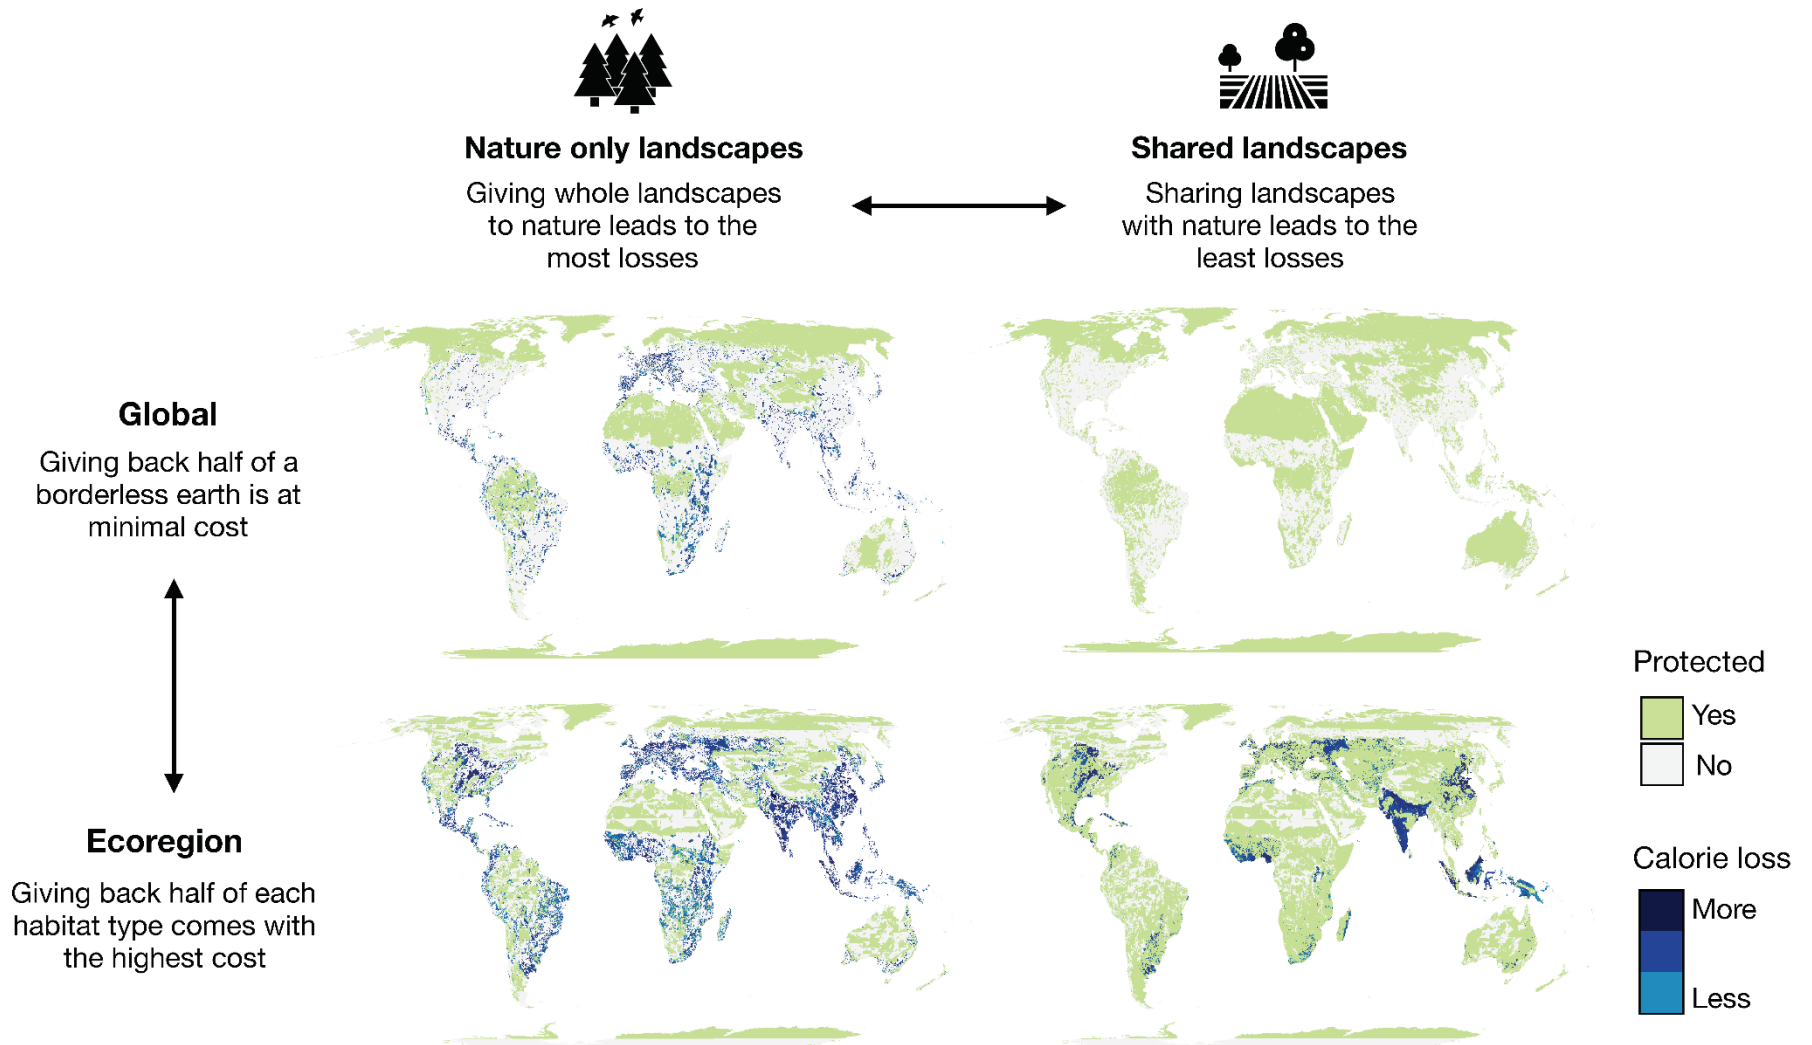 Nature only landscapes
Giving whole landscapes
to nature leads to the
most losses
Shared landscapes
Sharing landscapes
with nature leads to the
least losses
Global
Giving back half of a
borderless earth is at
minimal cost
Ecoregion
Giving back half of each
habitat type comes with
the highest cost
Protected
Yes
No
Calorie loss
More
Less